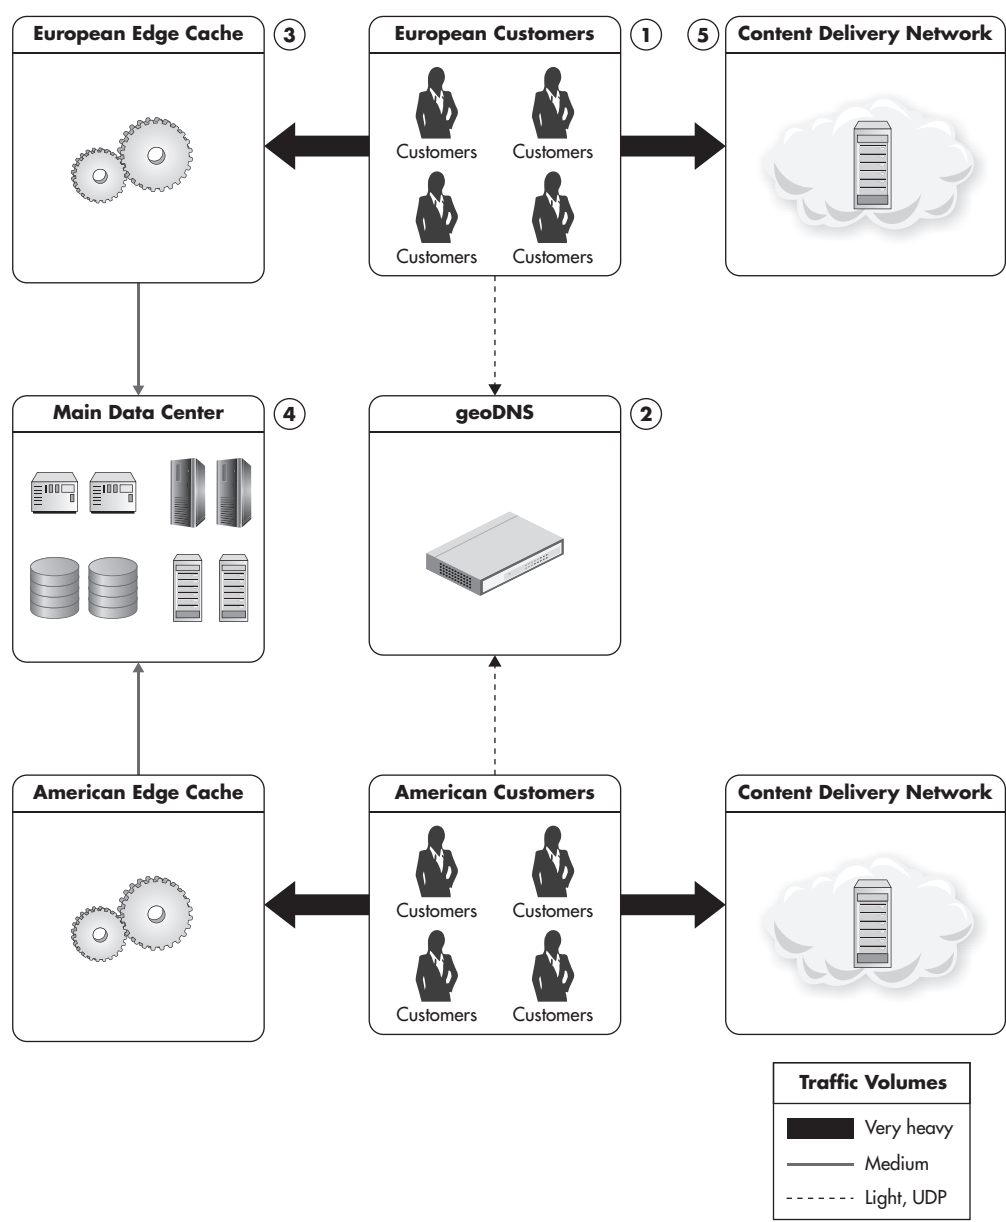 European Edge Cache
3
European Customers
1
5
Content Delivery Network
Customers
Customers
Customers
Customers
Main Data Center
4
geoDNS
2
American Edge Cache
American Customers
Content Delivery Network
Customers
Customers
Customers
Customers
Traffic Volumes
Very heavy
Medium
Light, UDP